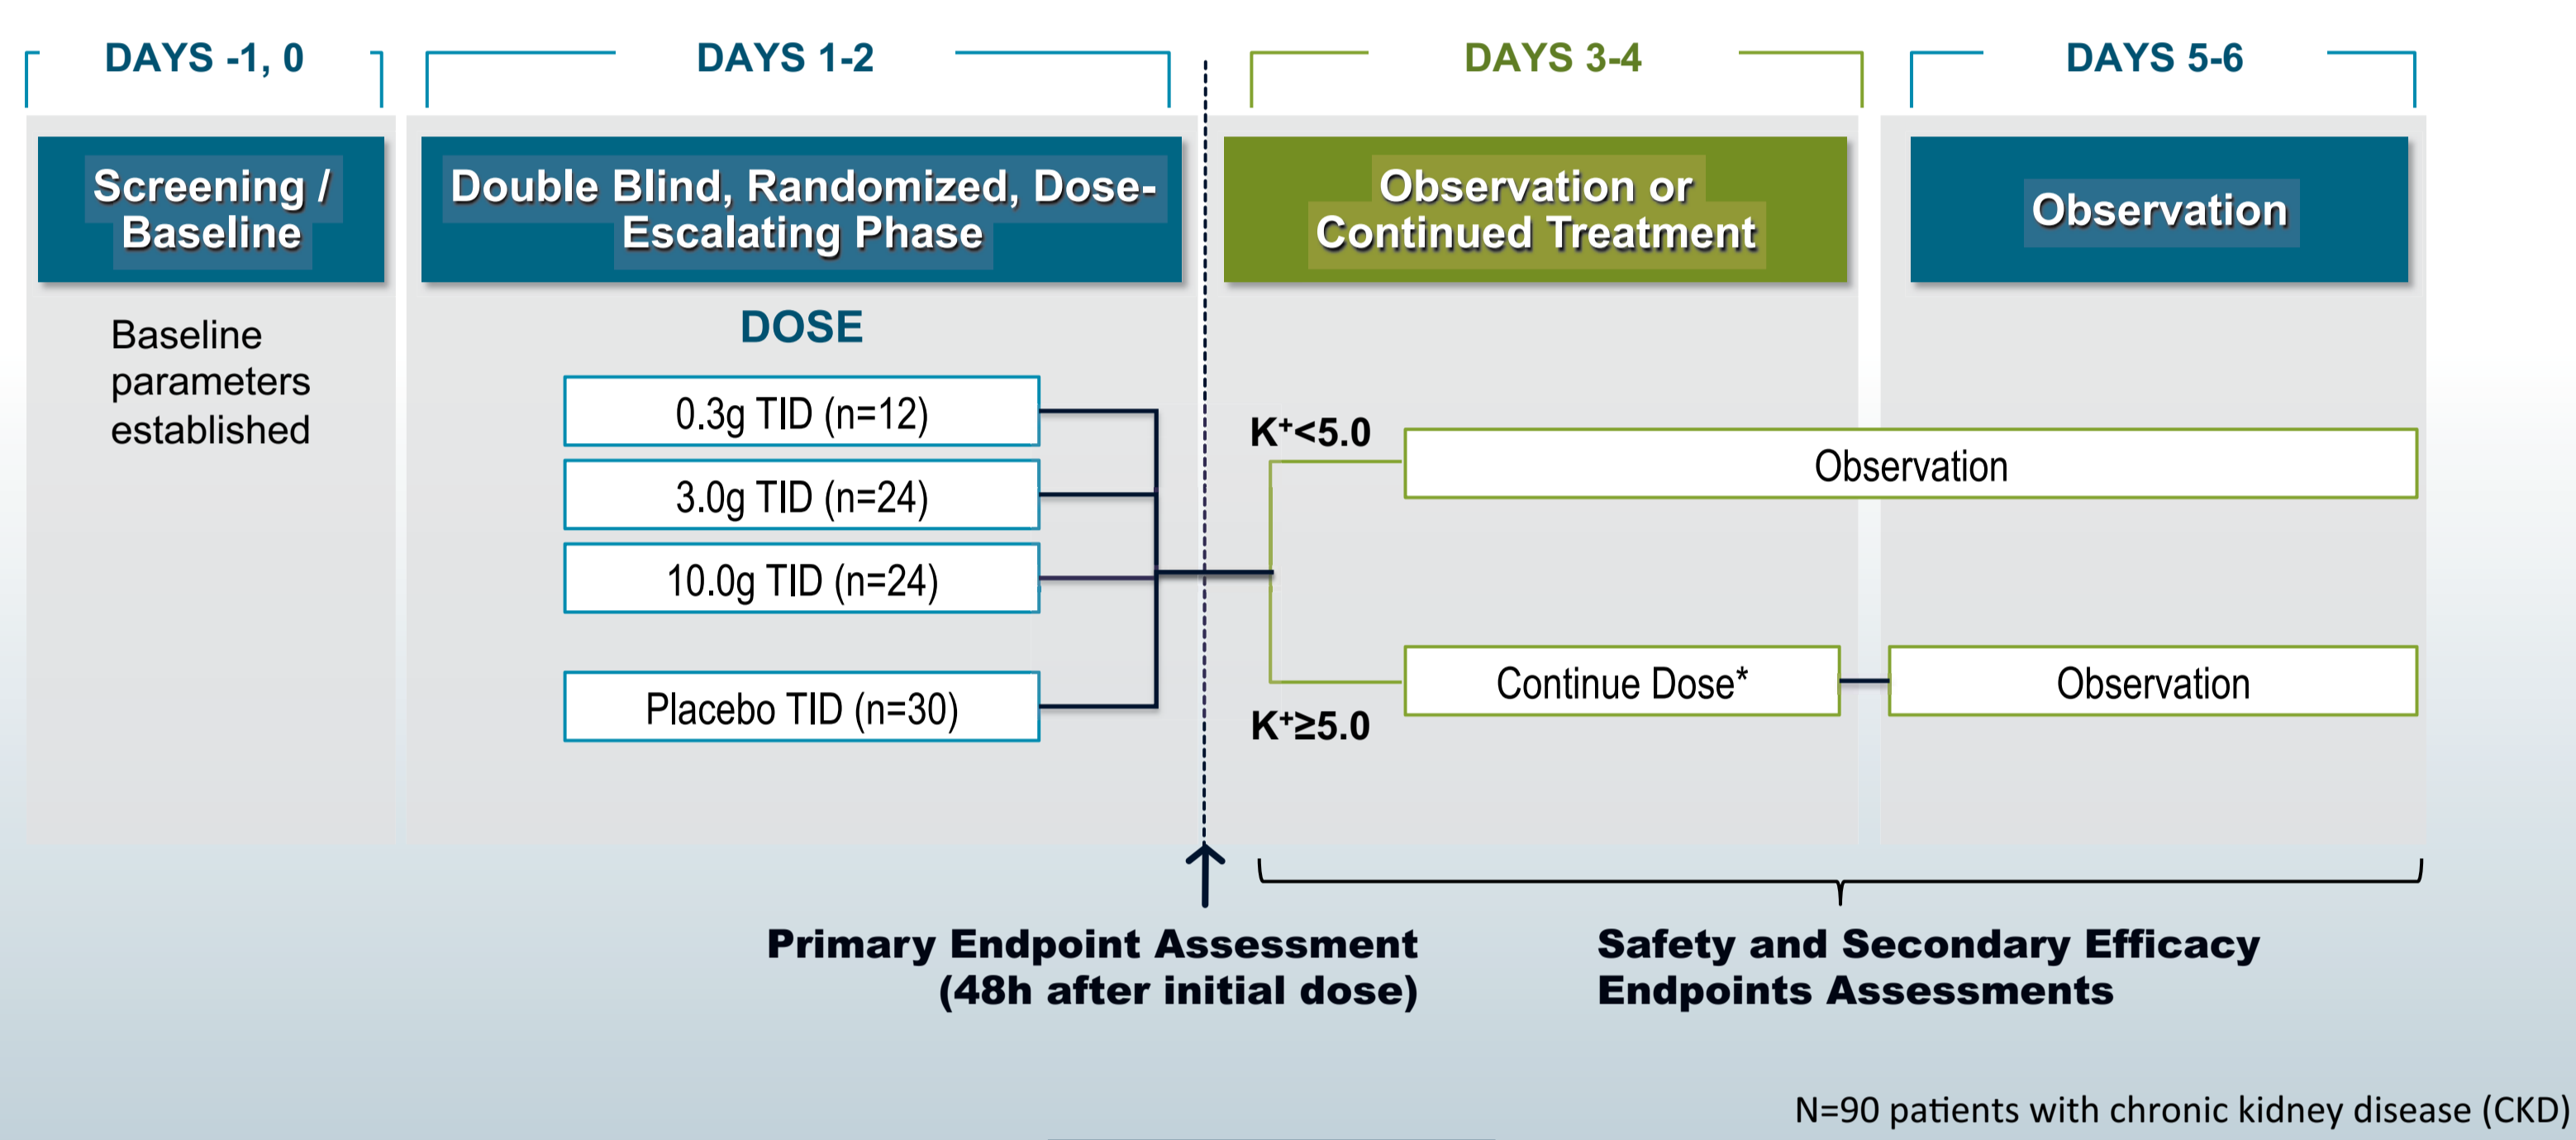 DAYS -1, 0
DAYS 1-2
DAYS 3-4
DAYS 5-6
Screening /
Baseline
Double Blind, Randomized, Dose-
Escalating Phase
Observation or
Continued Treatment
Observation
Baseline
parameters
established
DOSE
0.3g TID (n=12)
3.0g TID (n=24)
10.0g TID (n=24)
Placebo TID (n=30)
K⁺<5.0
Observation
K⁺≥5.0
Continue Dose*
Observation
Primary Endpoint Assessment
(48h after initial dose)
Safety and Secondary Efficacy
Endpoints Assessments
N=90 patients with chronic kidney disease (CKD)